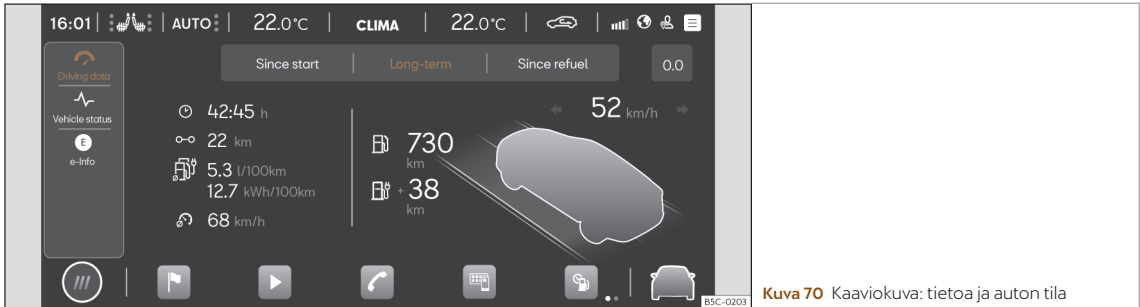 16:01 AUTO 22.0°C CLIMA 22.0°C
Driving data
Vehicle status
E
e-Info
Since start Long-term Since refuel 0.0
42:45 h
22 km
5.3 l/100km
12.7 kWh/100km
68 km/h
730
km
+ 38
km
52 km/h
B5C-0203
Kuva 70 Kaaviokuva: tietoa ja auton tila